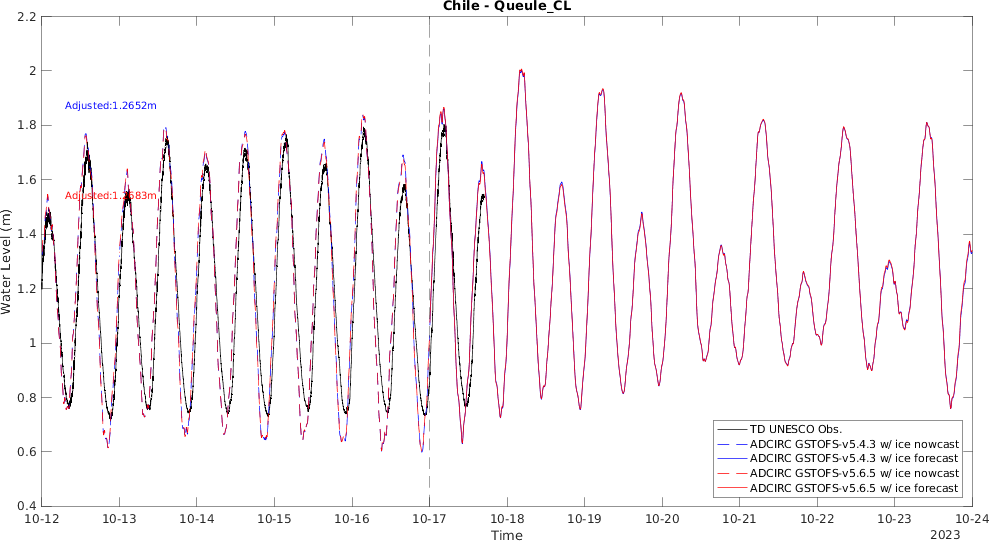 Chile - Queule_CL
2.2
2
1.8
1.6
1.4
1.2
1
0.8
0.6
0.4
Water Level (m)
Adjusted:1.2652m
Adjusted:1.2683m
10-12
10-13
10-14
10-15
10-16
10-17
10-18
10-19
10-20
10-21
10-22
10-23
10-24
2023
Time
TD UNESCO Obs.
ADCIRC GSTOFS-v5.4.3 w/ ice nowcast
ADCIRC GSTOFS-v5.4.3 w/ ice forecast
ADCIRC GSTOFS-v5.6.5 w/ ice nowcast
ADCIRC GSTOFS-v5.6.5 w/ ice forecast